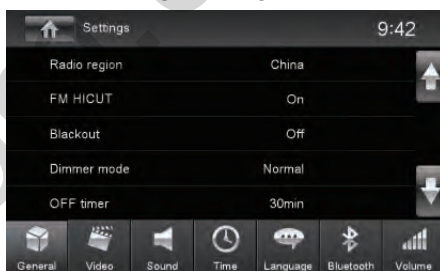 Settings 9:42
Radio region China
FM HICUT On
Blackout Off
Dimmer mode Normal
OFF timer 30min
General Video Sound Time Language Bluetooth Volume